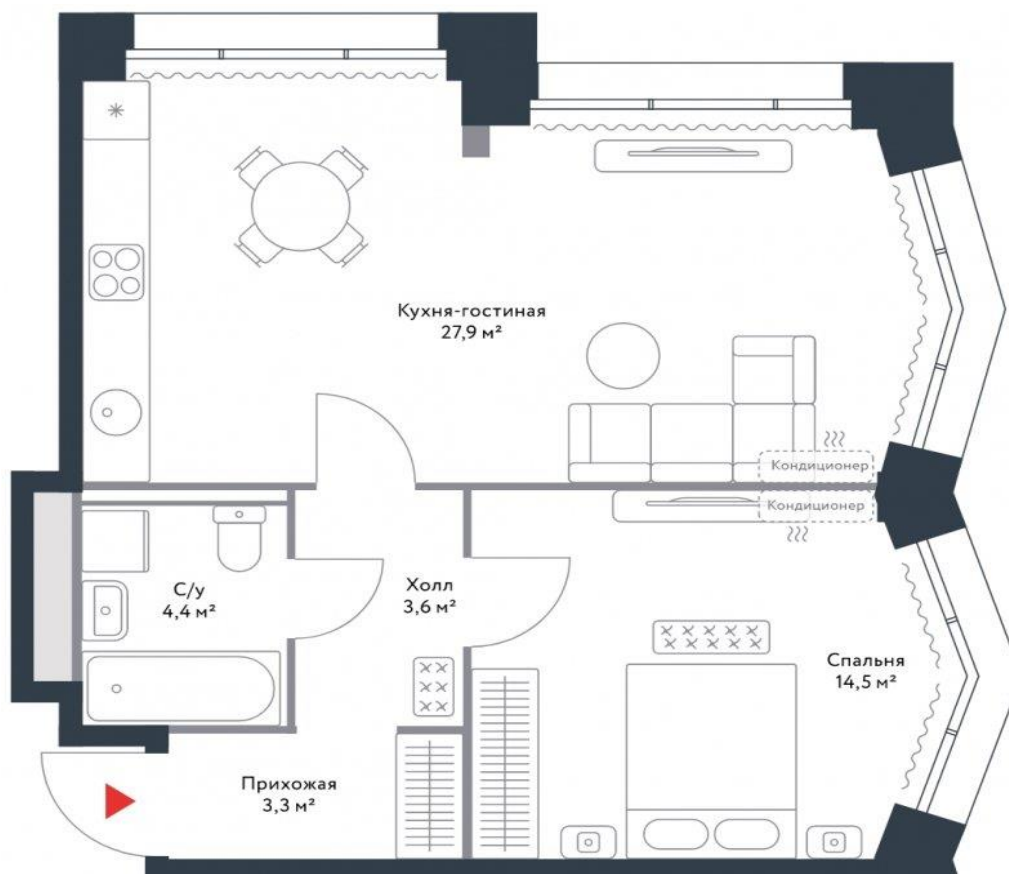 Кухня-гостиная
27,9 м²
Кондиционер
Кондиционер
С/у
4,4 м²
Холл
3,6 м²
Спальня
14,5 м²
Прихожая
3,3 м²